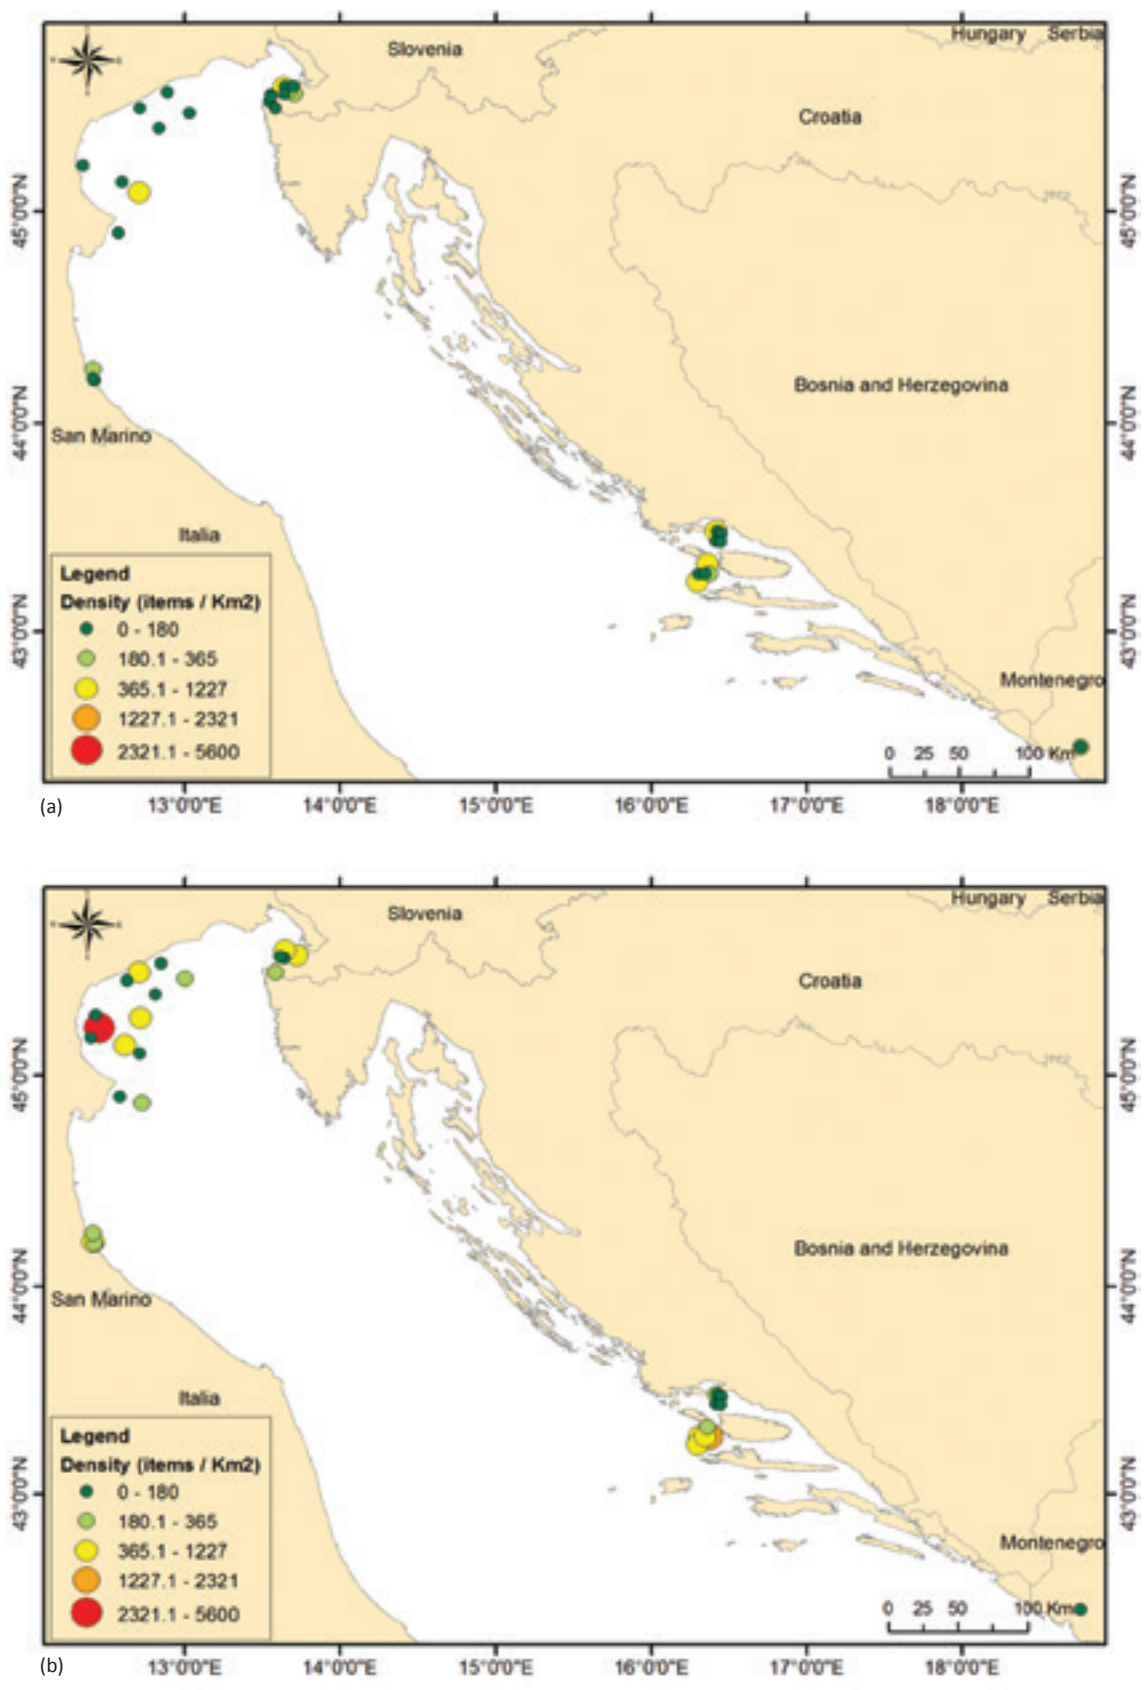 Hungary Serbia
Slovenia
Croatia
45°0'0"N
45°0'0"N
Bosnia and Herzegovina
44°0'0"N
44°0'0"N
San Marino
Italia
Legend
Density (items / Km2)
0 - 180
180.1 - 365
365.1 - 1227
1227.1 - 2321
2321.1 - 5600
43°0'0"N
43°0'0"N
Montenegro
0 25 50 100 Km
(a)
13°0'0"E 14°0'0"E 15°0'0"E 16°0'0"E 17°0'0"E 18°0'0"E
Hungary Serbia
Slovenia
Croatia
45°0'0"N
45°0'0"N
Bosnia and Herzegovina
44°0'0"N
44°0'0"N
San Marino
Italia
Legend
Density (items / Km2)
0 - 180
180.1 - 365
365.1 - 1227
1227.1 - 2321
2321.1 - 5600
43°0'0"N
43°0'0"N
Montenegro
0 25 50 100 Km
(b)
13°0'0"E 14°0'0"E 15°0'0"E 16°0'0"E 17°0'0"E 18°0'0"E